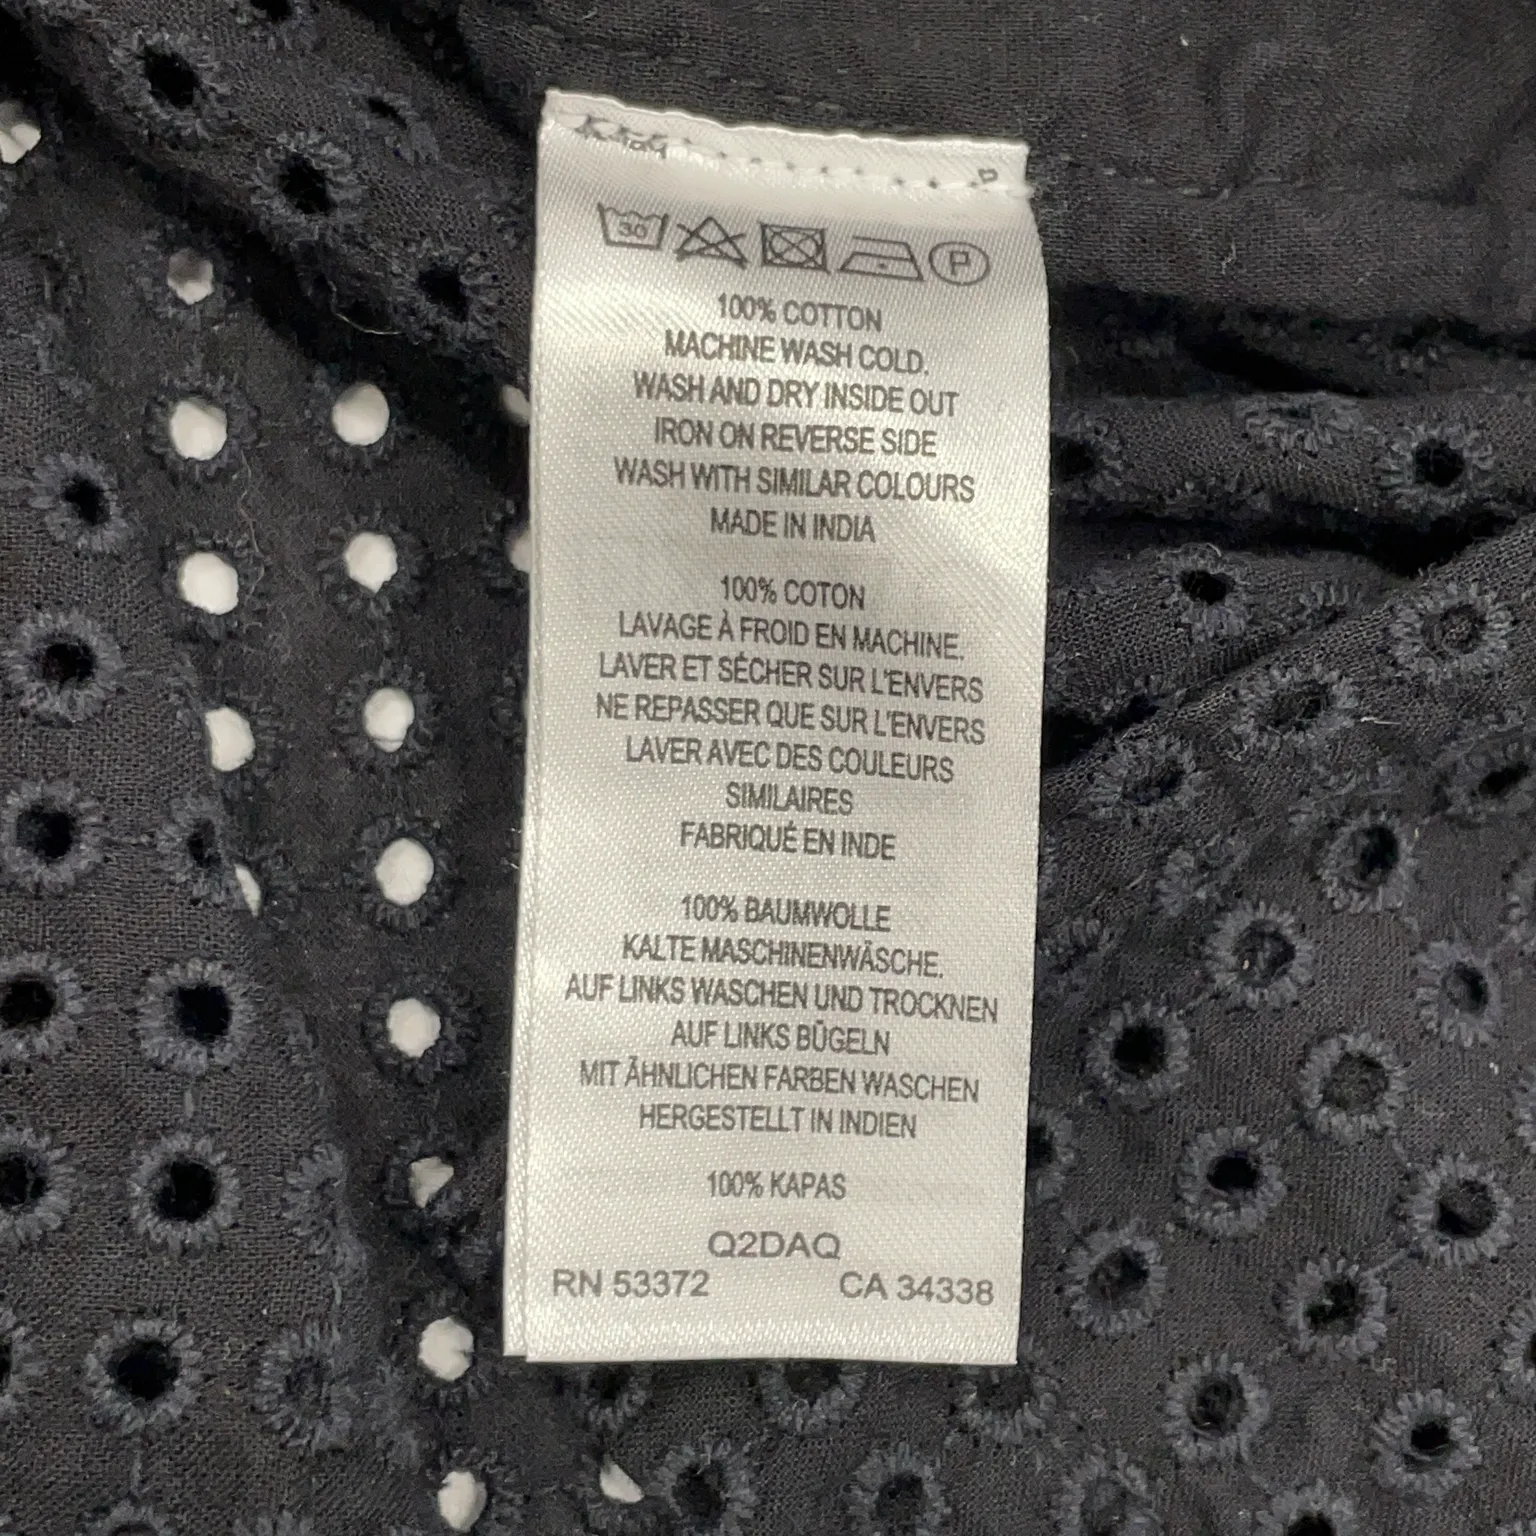 30
P
100% COTTON
MACHINE WASH COLD.
WASH AND DRY INSIDE OUT
IRON ON REVERSE SIDE
WASH WITH SIMILAR COLOURS
MADE IN INDIA
100% COTON
LAVAGE À FROID EN MACHINE.
LAVER ET SÉCHER SUR L'ENVERS
NE REPASSER QUE SUR L'ENVERS
LAVER AVEC DES COULEURS
SIMILAIRES
FABRIQUÉ EN INDE
100% BAUMWOLLE
KALTE MASCHINENWÄSCHE.
AUF LINKS WASCHEN UND TROCKNEN
AUF LINKS BÜGELN
MIT ÄHNLICHEN FARBEN WASCHEN
HERGESTELLT IN INDIEN
100% KAPAS
Q2DAQ
RN 53372 CA 34338